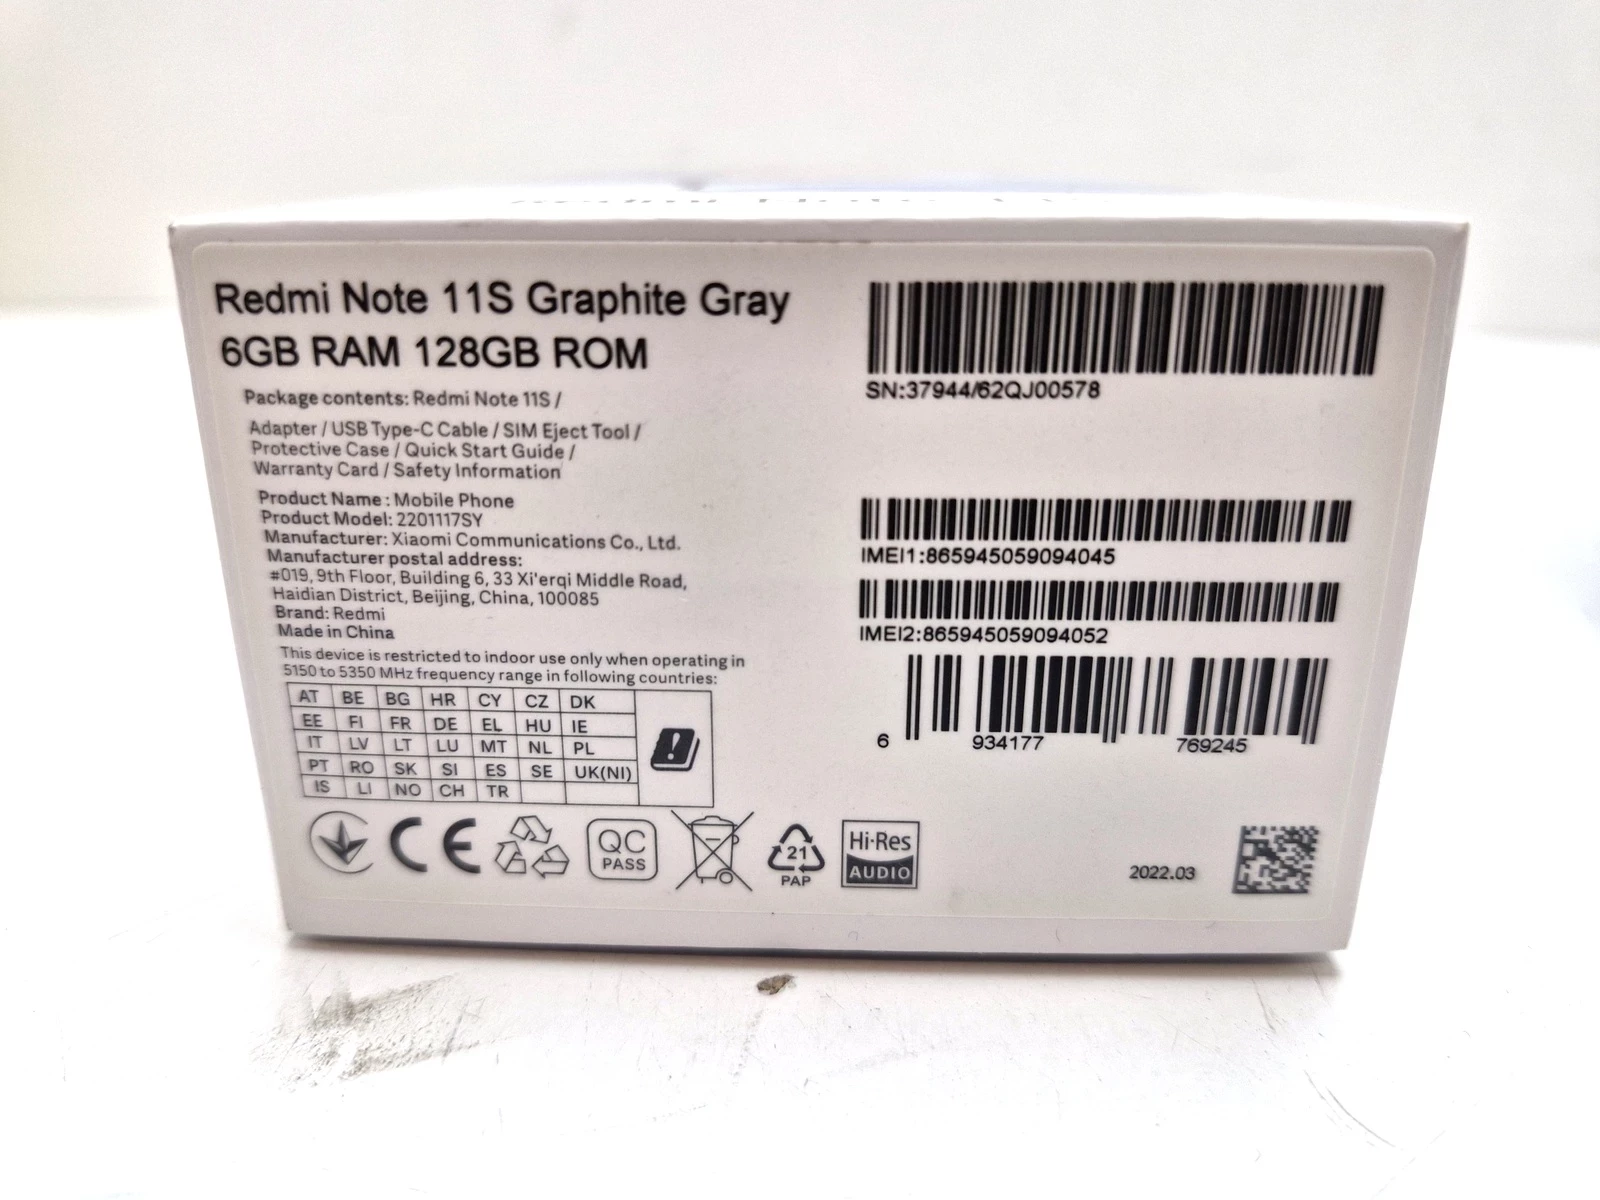 Redmi Note 11S Graphite Gray
6GB RAM 128GB ROM
Package contents: Redmi Note 11S /
Adapter / USB Type-C Cable / SIM Eject Tool /
Protective Case / Quick Start Guide /
Warranty Card / Safety Information
Product Name : Mobile Phone
Product Model: 2201117SY
Manufacturer: Xiaomi Communications Co., Ltd.
Manufacturer postal address:
#019, 9th Floor, Building 6, 33 Xi'erqi Middle Road,
Haidian District, Beijing, China, 100085
Brand: Redmi
Made in China
This device is restricted to indoor use only when operating in
5150 to 5350 MHz frequency range in following countries:
AT BE BG HR CY CZ DK
EE FI FR DE EL HU IE
IT LV LT LU MT NL PL
PT RO SK SI ES SE UK(NI)
IS LI NO CH TR
CE
QC
PASS
21
PAP
Hi-Res
AUDIO
SN:37944/62QJ00578
IMEI1:865945059094045
IMEI2:865945059094052
6 934177 769245
2022.03